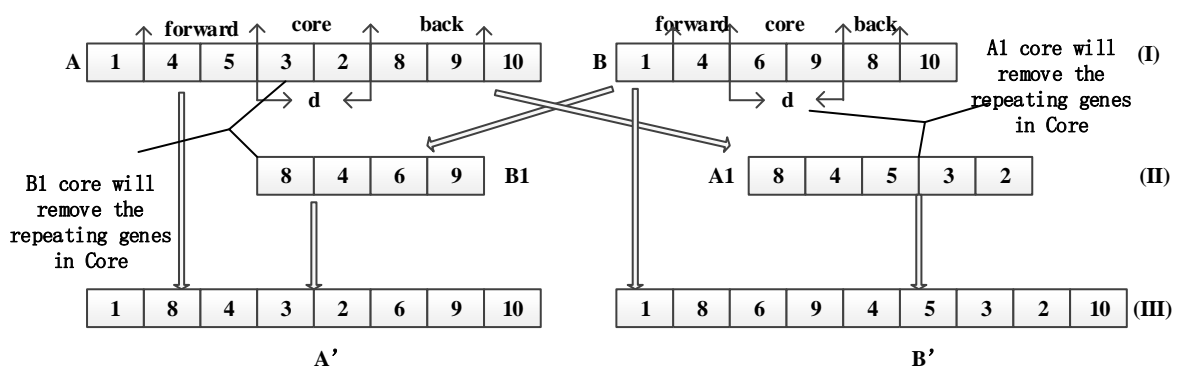 forward core back
A 1 4 5 3 2 8 9 10
d
forward core back
B 1 4 6 9 8 10
d
(I)
A1 core will
remove the
repeating genes
in Core
8 4 6 9 B1
A1 8 4 5 3 2
(II)
B1 core will
remove the
repeating genes
in Core
1 8 4 3 2 6 9 10
A’
1 8 6 9 4 5 3 2 10
(III)
B’